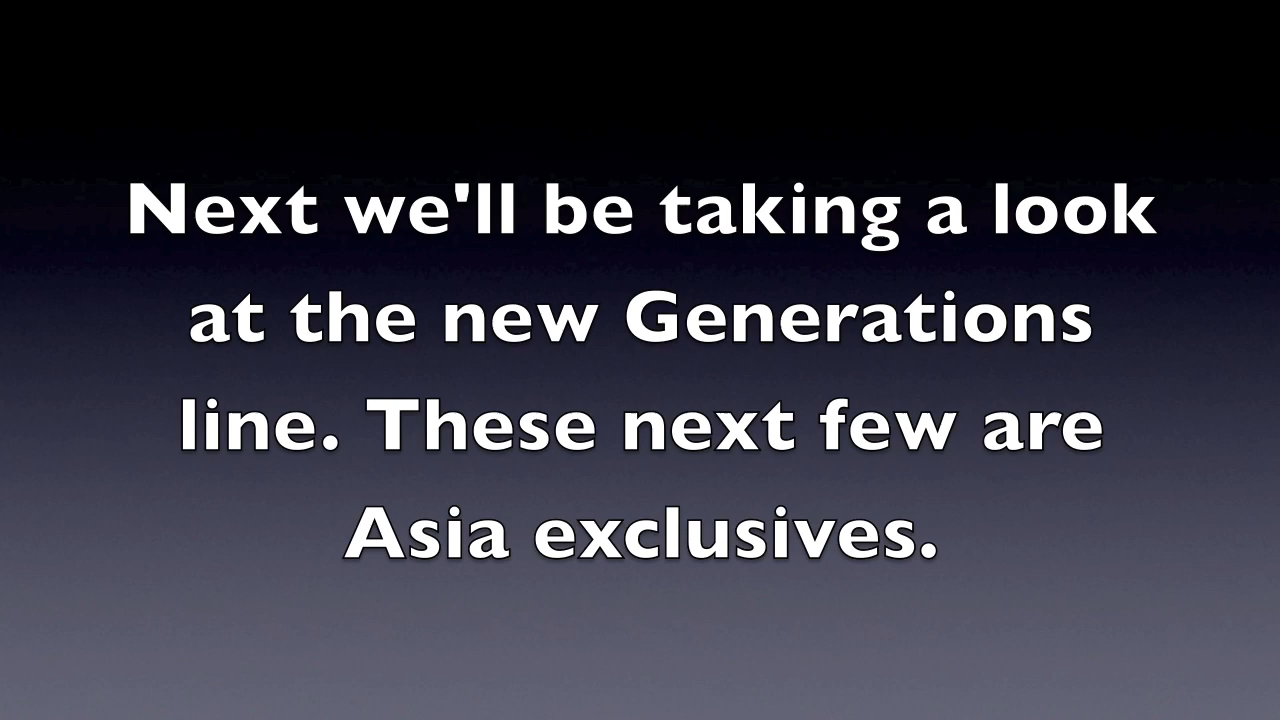 Next we'll be taking a look
at the new Generations
line. These next few are
Asia exclusives.